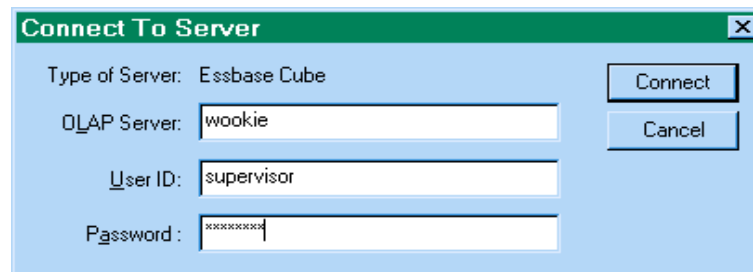 Connect To Server
Type of Server: Essbase Cube
Connect
OLAP Server: wookie
Cancel
User ID: supervisor
Password : ********